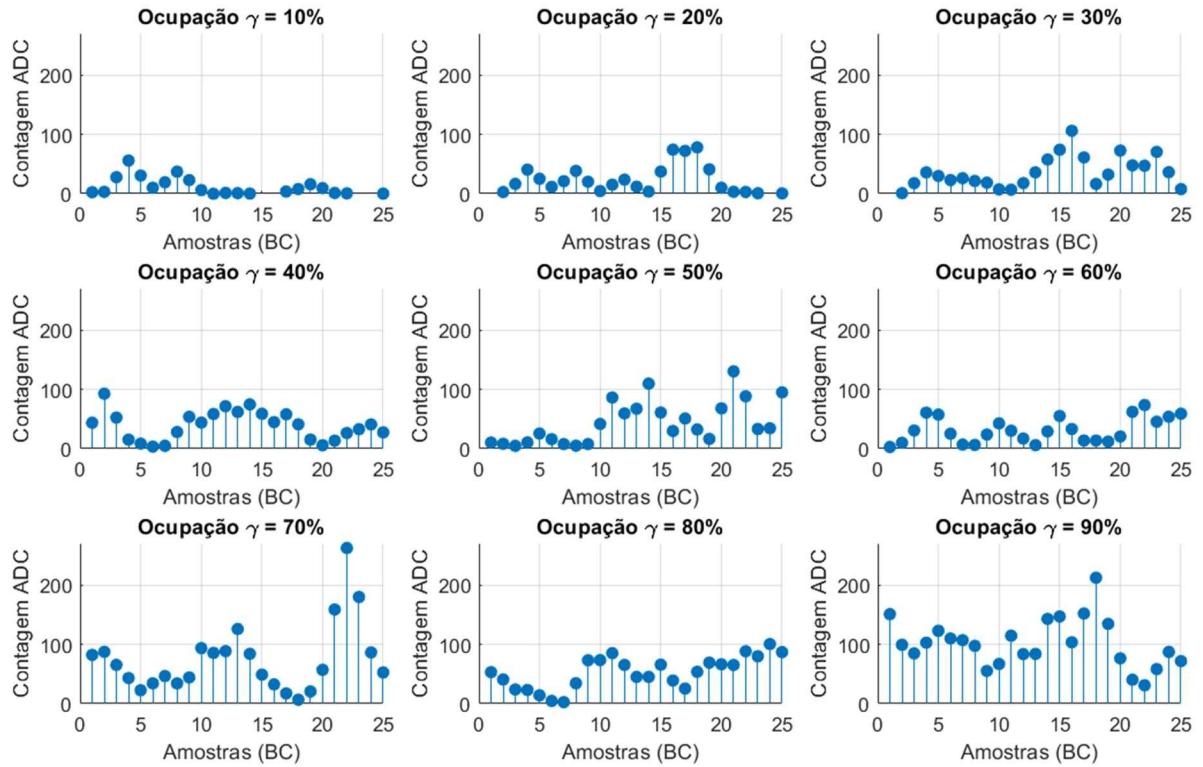 Ocupação γ = 10%
Contagem ADC
200
100
0
0 5 10 15 20 25
Amostras (BC)
Ocupação γ = 20%
Contagem ADC
200
100
0
0 5 10 15 20 25
Amostras (BC)
Ocupação γ = 30%
Contagem ADC
200
100
0
0 5 10 15 20 25
Amostras (BC)
Ocupação γ = 40%
Contagem ADC
200
100
0
0 5 10 15 20 25
Amostras (BC)
Ocupação γ = 50%
Contagem ADC
200
100
0
0 5 10 15 20 25
Amostras (BC)
Ocupação γ = 60%
Contagem ADC
200
100
0
0 5 10 15 20 25
Amostras (BC)
Ocupação γ = 70%
Contagem ADC
200
100
0
0 5 10 15 20 25
Amostras (BC)
Ocupação γ = 80%
Contagem ADC
200
100
0
0 5 10 15 20 25
Amostras (BC)
Ocupação γ = 90%
Contagem ADC
200
100
0
0 5 10 15 20 25
Amostras (BC)